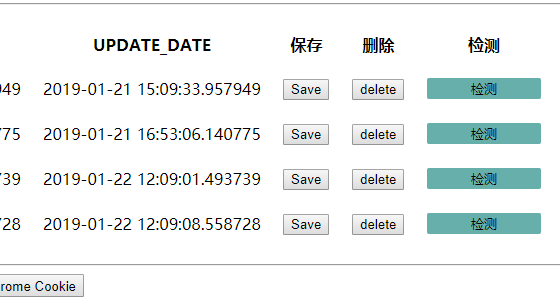 UPDATE_DATE 保存 删除 检测
949 2019-01-21 15:09:33.957949 Save delete 检测
775 2019-01-21 16:53:06.140775 Save delete 检测
739 2019-01-22 12:09:01.493739 Save delete 检测
728 2019-01-22 12:09:08.558728 Save delete 检测
rome Cookie